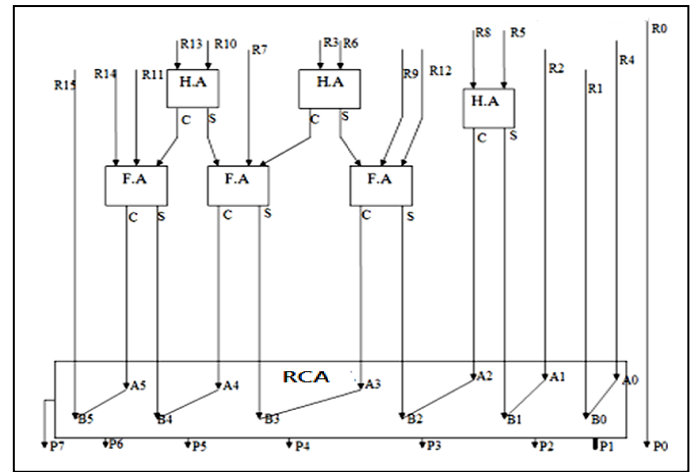 R0
R13 R10 R7 R3 R6 R8 R5
R15 R14 R11 H.A H.A R9 R12 H.A R2 R1 R4
C S C S C S
F.A F.A F.A
C S C S C S
RCA
A5 A4 A3 A2 A1 A0
B5 B4 B3 B2 B1 B0
P7 P6 P5 P4 P3 P2 P1 P0